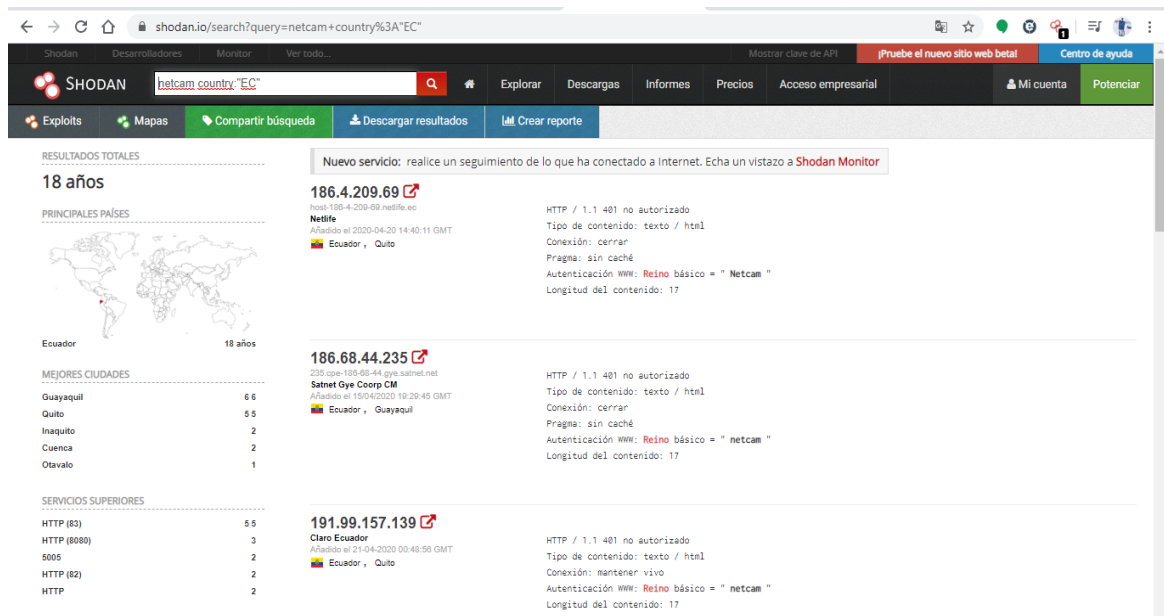 shodan.io/search?query=netcam+country%3A"EC"
1
Shodan Desarrolladores Monitor Ver todo... Mostrar clave de API ¡Pruebe el nuevo sitio web beta! Centro de ayuda
SHODAN netcam country:"EC" Explorar Descargas Informes Precios Acceso empresarial Mi cuenta Potenciar
Exploits Mapas Compartir búsqueda Descargar resultados Crear reporte
RESULTADOS TOTALES
18 años
PRINCIPALES PAÍSES
Ecuador 18 años
MEJORES CIUDADES
Guayaquil 6 6
Quito 5 5
Inaquito 2
Cuenca 2
Otavalo 1
SERVICIOS SUPERIORES
HTTP (83) 5 5
HTTP (8080) 3
5005 2
HTTP (82) 2
HTTP 2
Nuevo servicio: realice un seguimiento de lo que ha conectado a Internet. Echa un vistazo a Shodan Monitor
186.4.209.69
host-186-4-209-69.netlife.ec
Netlife
Añadido el 2020-04-20 14:40:11 GMT
Ecuador , Quito
HTTP / 1.1 401 no autorizado
Tipo de contenido: texto / html
Conexión: cerrar
Pragma: sin caché
Autenticación WWW: Reino básico = " Netcam "
Longitud del contenido: 17
186.68.44.235
235.cpe-186-68-44.gye.satnet.net
Satnet Gye Coorp CM
Añadido el 15/04/2020 19:29:45 GMT
Ecuador , Guayaquil
HTTP / 1.1 401 no autorizado
Tipo de contenido: texto / html
Conexión: cerrar
Pragma: sin caché
Autenticación WWW: Reino básico = " netcam "
Longitud del contenido: 17
191.99.157.139
Claro Ecuador
Añadido el 21-04-2020 00:48:56 GMT
Ecuador , Quito
HTTP / 1.1 401 no autorizado
Tipo de contenido: texto / html
Conexión: mantener vivo
Autenticación WWW: Reino básico = " netcam "
Longitud del contenido: 17